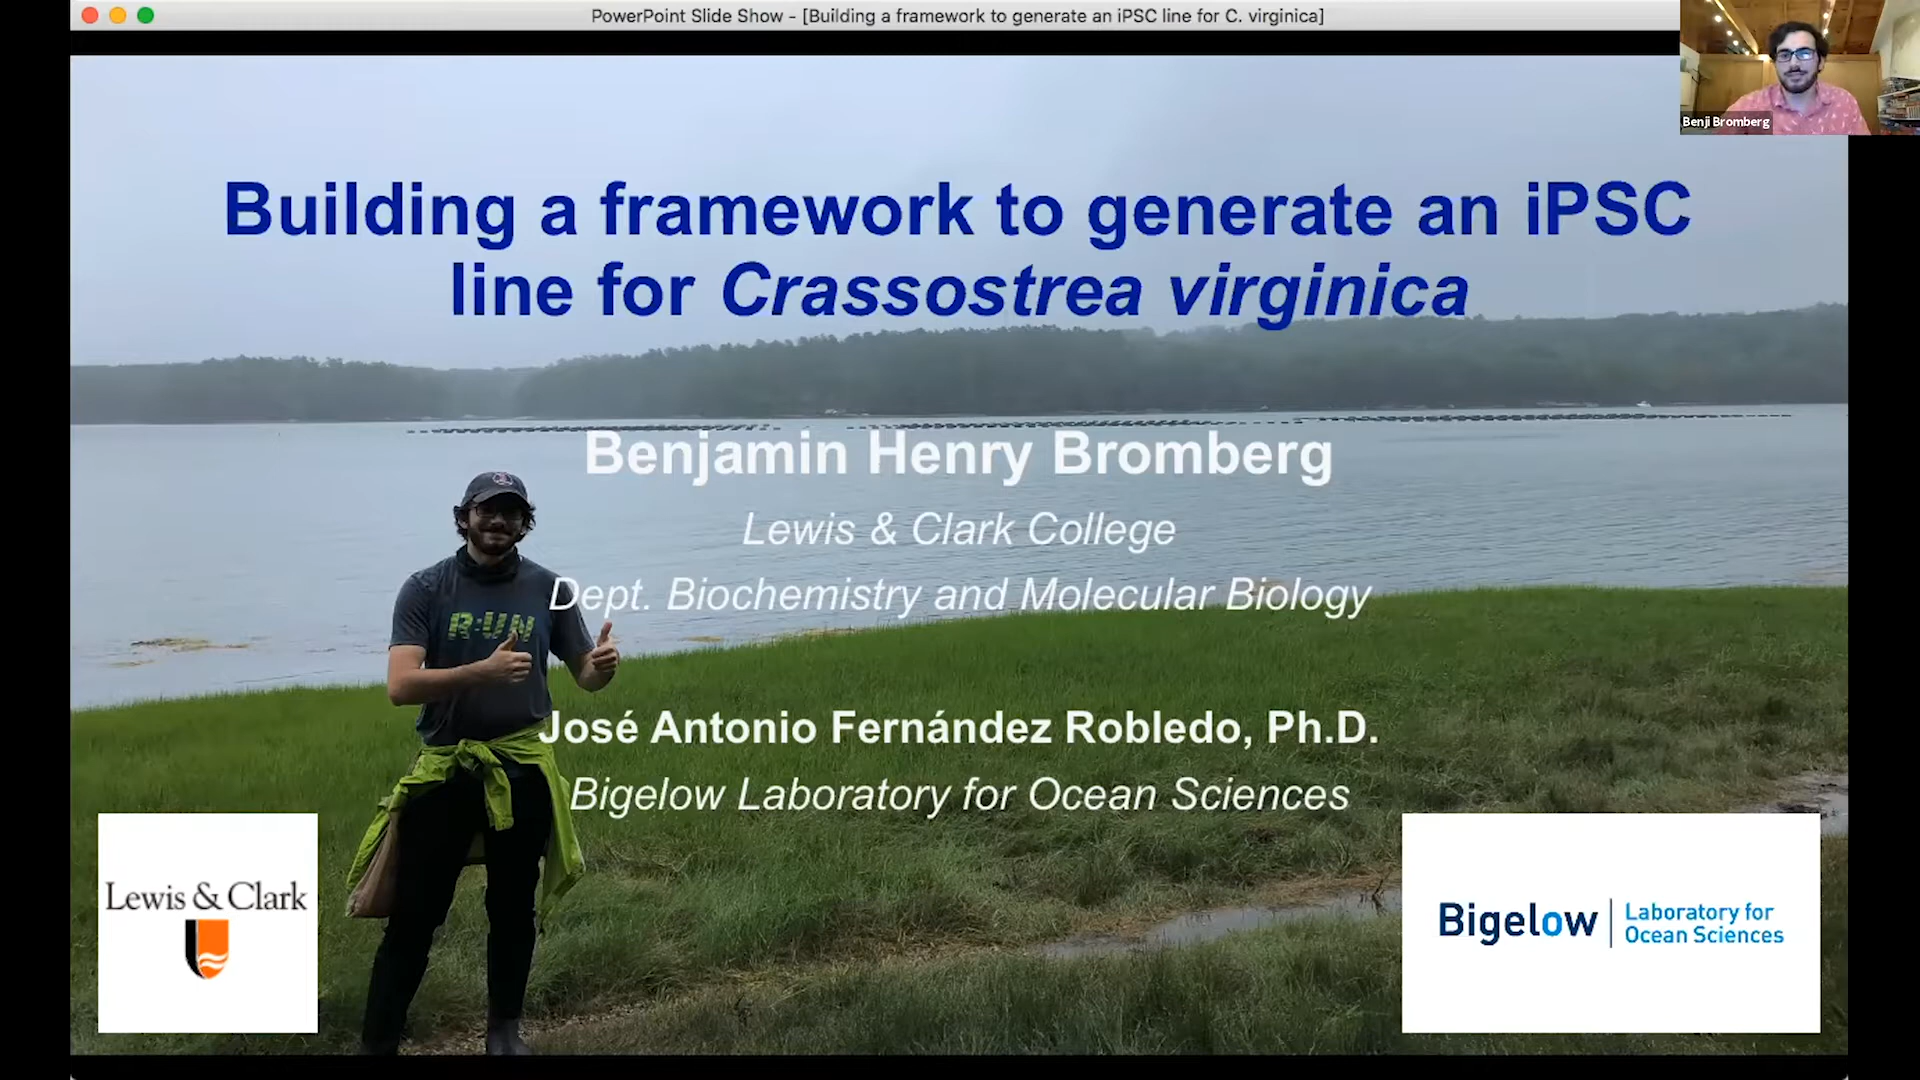 PowerPoint Slide Show - [Building a framework to generate an iPSC line for C. virginica]
Benji Bromberg
Building a framework to generate an iPSC
line for Crassostrea virginica
Benjamin Henry Bromberg
Lewis & Clark College
Dept. Biochemistry and Molecular Biology
R:UN
José Antonio Fernández Robledo, Ph.D.
Bigelow Laboratory for Ocean Sciences
Lewis & Clark
Bigelow
Laboratory for
Ocean Sciences